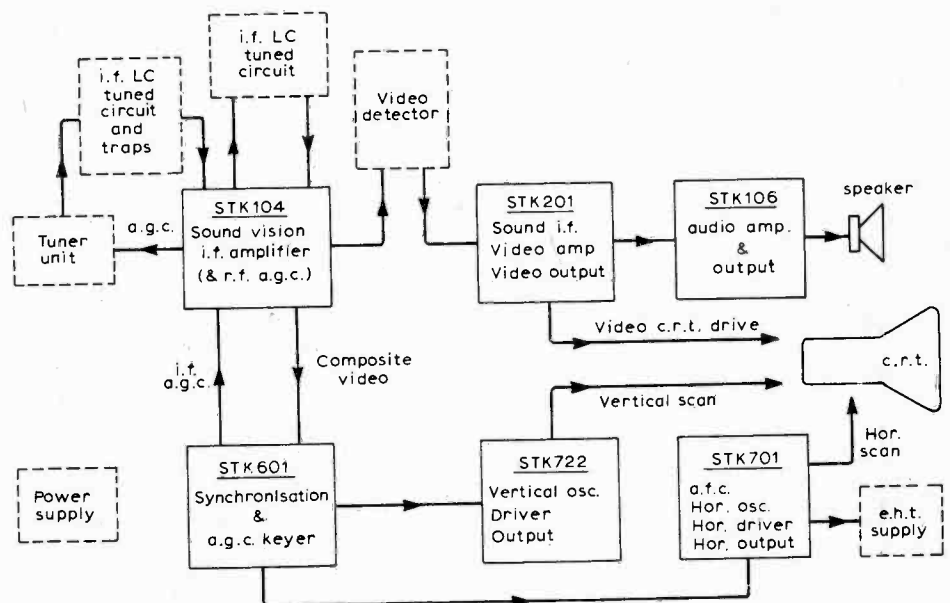 i.f. LC
tuned
circuit
and
traps
i.f. LC
tuned
circuit
Video
detector
Tuner
unit
a.g.c.
STK104
Sound vision
i.f. amplifier
(& r.f. a.g.c.)
STK201
Sound i.f.
Video amp
Video output
STK106
audio amp.
&
output
speaker
Video c.r.t. drive
c.r.t.
i.f.
a.g.c.
Composite
video
Vertical scan
Hor.
scan
Power
supply
STK601
Synchronisation
&
a.g.c. keyer
STK722
Vertical osc.
Driver
Output
STK701
a.f.c.
Hor. osc.
Hor. driver
Hor. output
e.h.t.
supply